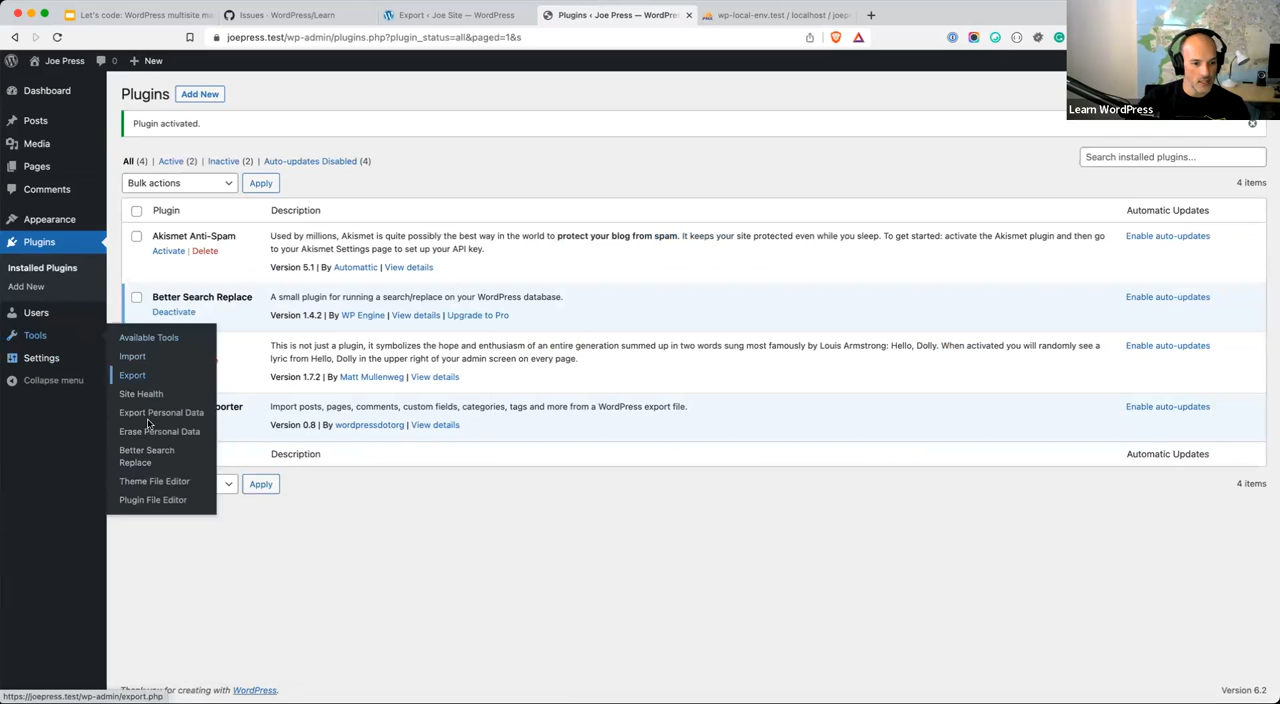 Let's code: WordPress multisite mi
Issues · WordPress/Learn
Export ‹ Joe Site — WordPress
Plugins ‹ Joe Press — WordPre
wp-local-env.test / localhost / joep
joepress.test/wp-admin/plugins.php?plugin_status=all&paged=1&s
Joe Press
0
New
Learn WordPress
Dashboard
Posts
Media
Pages
Comments
Appearance
Plugins
Installed Plugins
Add New
Users
Tools
Settings
Collapse menu
Available Tools
Import
Export
Site Health
Export Personal Data
Erase Personal Data
Better Search
Replace
Theme File Editor
Plugin File Editor
Plugins Add New
Plugin activated.
All (4) | Active (2) | Inactive (2) | Auto-updates Disabled (4)
Search installed plugins...
Bulk actions Apply
4 items
Plugin Description Automatic Updates
Akismet Anti-Spam
Activate | Delete
Used by millions, Akismet is quite possibly the best way in the world to protect your blog from spam. It keeps your site protected even while you sleep. To get started: activate the Akismet plugin and then go
to your Akismet Settings page to set up your API key.
Version 5.1 | By Automattic | View details
Enable auto-updates
Better Search Replace
Deactivate
A small plugin for running a search/replace on your WordPress database.
Version 1.4.2 | By WP Engine | View details | Upgrade to Pro
Enable auto-updates
This is not just a plugin, it symbolizes the hope and enthusiasm of an entire generation summed up in two words sung most famously by Louis Armstrong: Hello, Dolly. When activated you will randomly see a
lyric from Hello, Dolly in the upper right of your admin screen on every page.
Version 1.7.2 | By Matt Mullenweg | View details
Enable auto-updates
orter
Import posts, pages, comments, custom fields, categories, tags and more from a WordPress export file.
Version 0.8 | By wordpressdotorg | View details
Enable auto-updates
Description Automatic Updates
Apply
4 items
Thank you for creating with WordPress.
Version 6.2
https://joepress.test/wp-admin/export.php